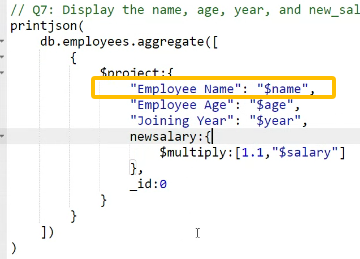 // Q7: Display the name, age, year, and new_sal
printjson(
db.employees.aggregate([
{
$project:{
"Employee Name": "$name",
"Employee Age": "$age",
"Joining Year": "$year",
newsalary:{
$multiply:[1.1,"$salary"]
},
_id:0
}
}
])
)